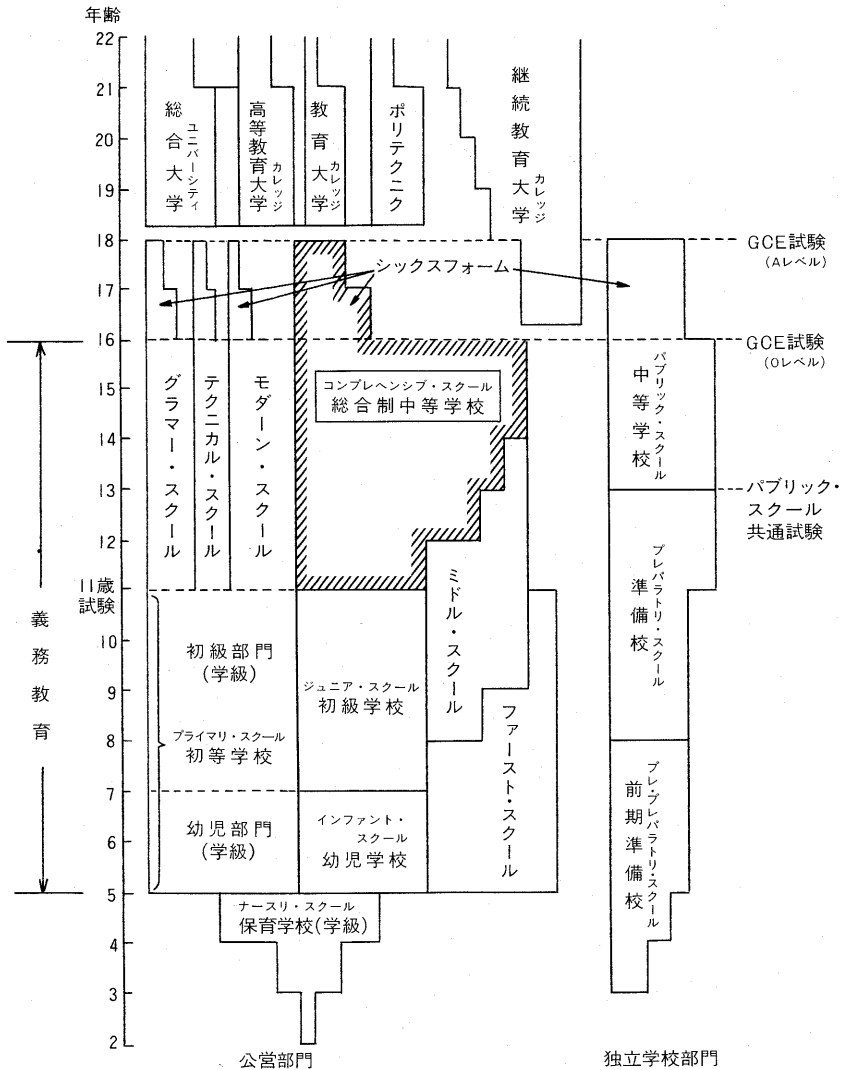 年齢
22
21
20
19
18
17
16
15
14
13
12
11歳
試験
10
9
8
7
6
5
4
3
2
義務教育
総合大学
ユニバーシティ
高等教育大学
カレッジ
教育大学
カレッジ
ポリテクニク
継続教育大学
カレッジ
GCE試験
(Aレベル)
シックスフォーム
GCE試験
(Oレベル)
グラマー・スクール
テクニカル・スクール
モダーン・スクール
コンプレヘンシブ・スクール
総合制中等学校
パブリック・スクール
中等学校
パブリック・
スクール
共通試験
ミドル・スクール
プレパラトリ・スクール
準備校
初級部門
(学級)
ジュニア・スクール
初級学校
プライマリ・スクール
初等学校
ファースト・スクール
幼児部門
(学級)
インファント・
スクール
幼児学校
プレ・プレパラトリ・スクール
前期準備校
ナースリ・スクール
保育学校(学級)
公営部門
独立学校部門